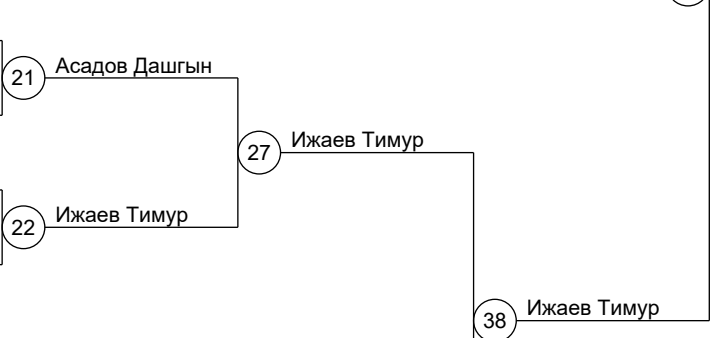 21 Асадов Дашгын
27 Ижаев Тимур
22 Ижаев Тимур
38 Ижаев Тимур